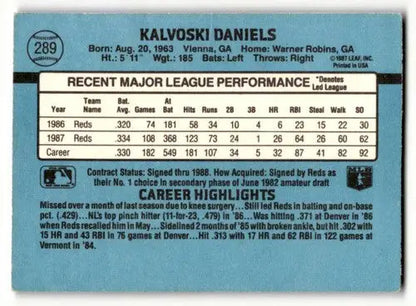 289
KALVOSKI DANIELS
Born: Aug. 20, 1963 Vienna, GA Home: Warner Robins, GA
Ht.: 5 ' 11" Wgt.: 185 Bats: Left Throws: Right
©1987 LEAF, INC.
Printed in USA
RECENT MAJOR LEAGUE PERFORMANCE *Denotes Led League
Year Team Name Bat. Avg. Games At Bat Hits Runs 2B 3B HR RBI Steal Walk SO
1986 Reds .320 74 181 58 34 10 4 6 23 15 22 30
1987 Reds .334 108 368 123 73 24 1 26 64 26 60 62
Career .330 182 549 181 107 34 5 32 87 41 82 92
Contract Status: Signed thru 1988. How Acquired: Signed by Reds as
their No. 1 choice in secondary phase of June 1982 amateur draft
CAREER HIGHLIGHTS
Missed over a month of last season due to knee surgery...Still led Reds in batting and on-base
pct. (.429)...NL's top pinch hitter (11-for-23, .479) in '86...Was hitting .371 at Denver in '86
when Reds recalled him in May...Sidelined 2 months of '85 with broken ankle, but hit .302 with
15 HR and 43 RBI in 76 games at Denver...Hit .313 with 17 HR and 62 RBI in 122 games at
Vermont in '84.